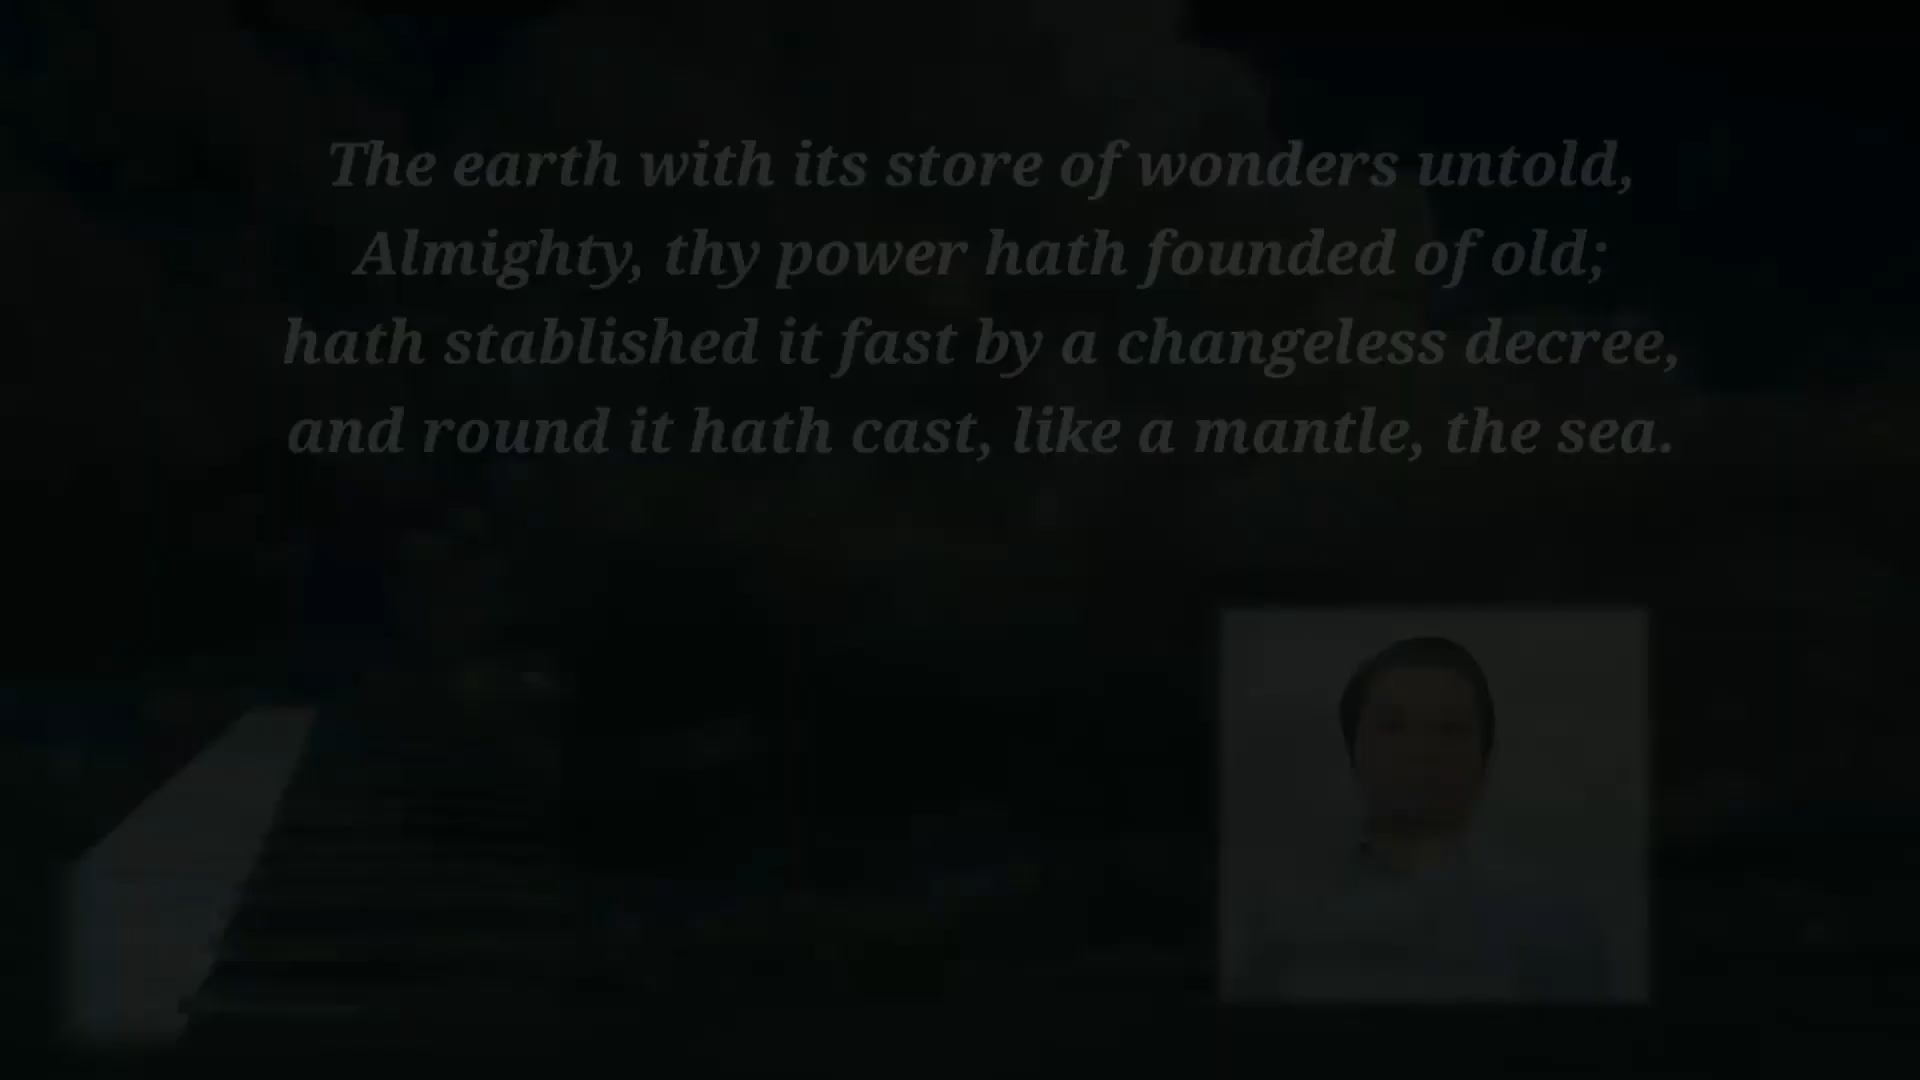 The earth with its store of wonders untold,
Almighty, thy power hath founded of old;
hath stablished it fast by a changeless decree,
and round it hath cast, like a mantle, the sea.